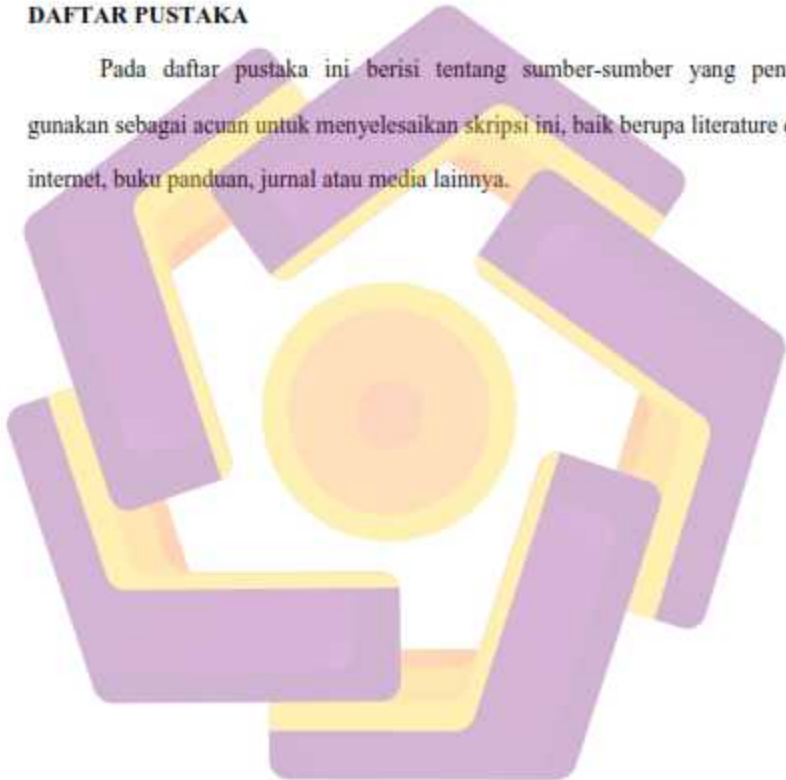 DAFTAR PUSTAKA
Pada daftar pustaka ini berisi tentang sumber-sumber yang pen
gunakan sebagai acuan untuk menyelesaikan skripsi ini, baik berupa literature
internet, buku panduan, jurnal atau media lainnya.